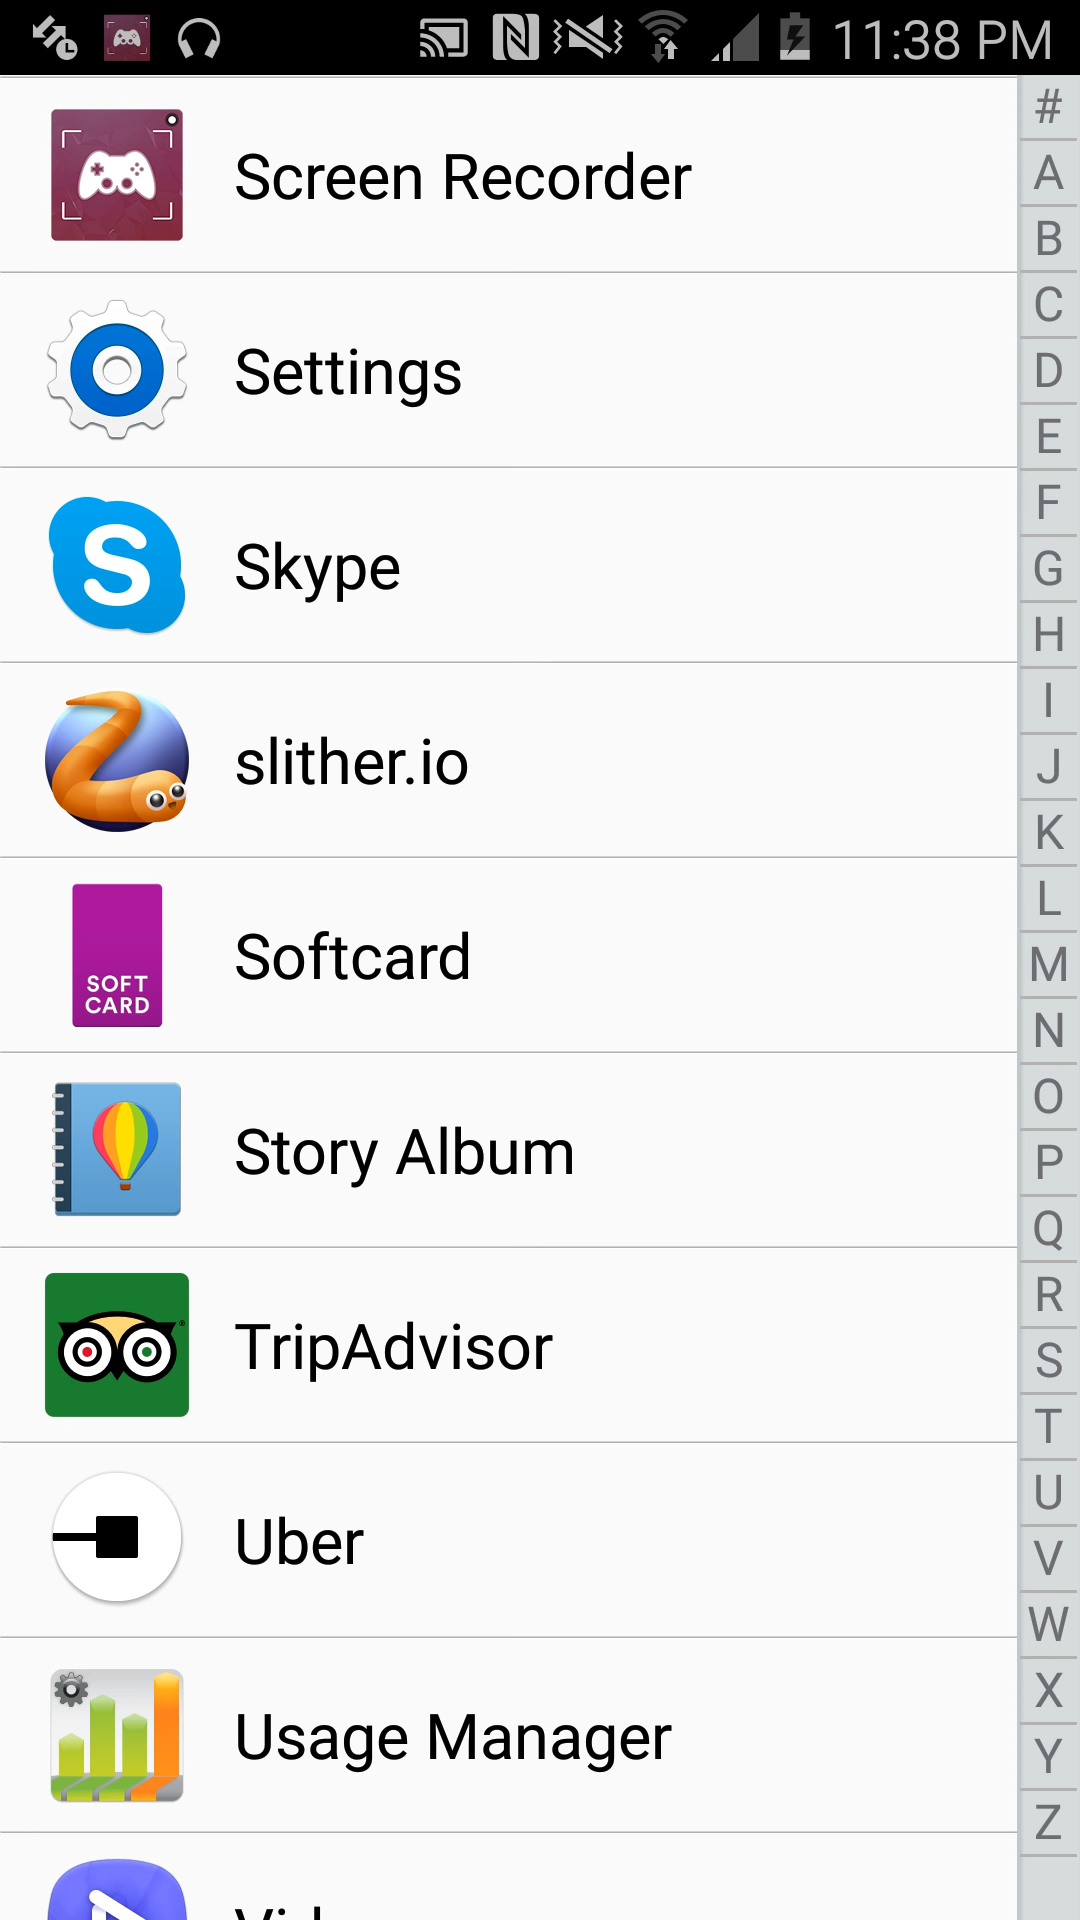 11:38 PM
Screen Recorder
Settings
S
Skype
slither.io
SOFT
CARD
Softcard
Story Album
TripAdvisor
Uber
Usage Manager
#
A
B
C
D
E
F
G
H
I
J
K
L
M
N
O
P
Q
R
S
T
U
V
W
X
Y
Z